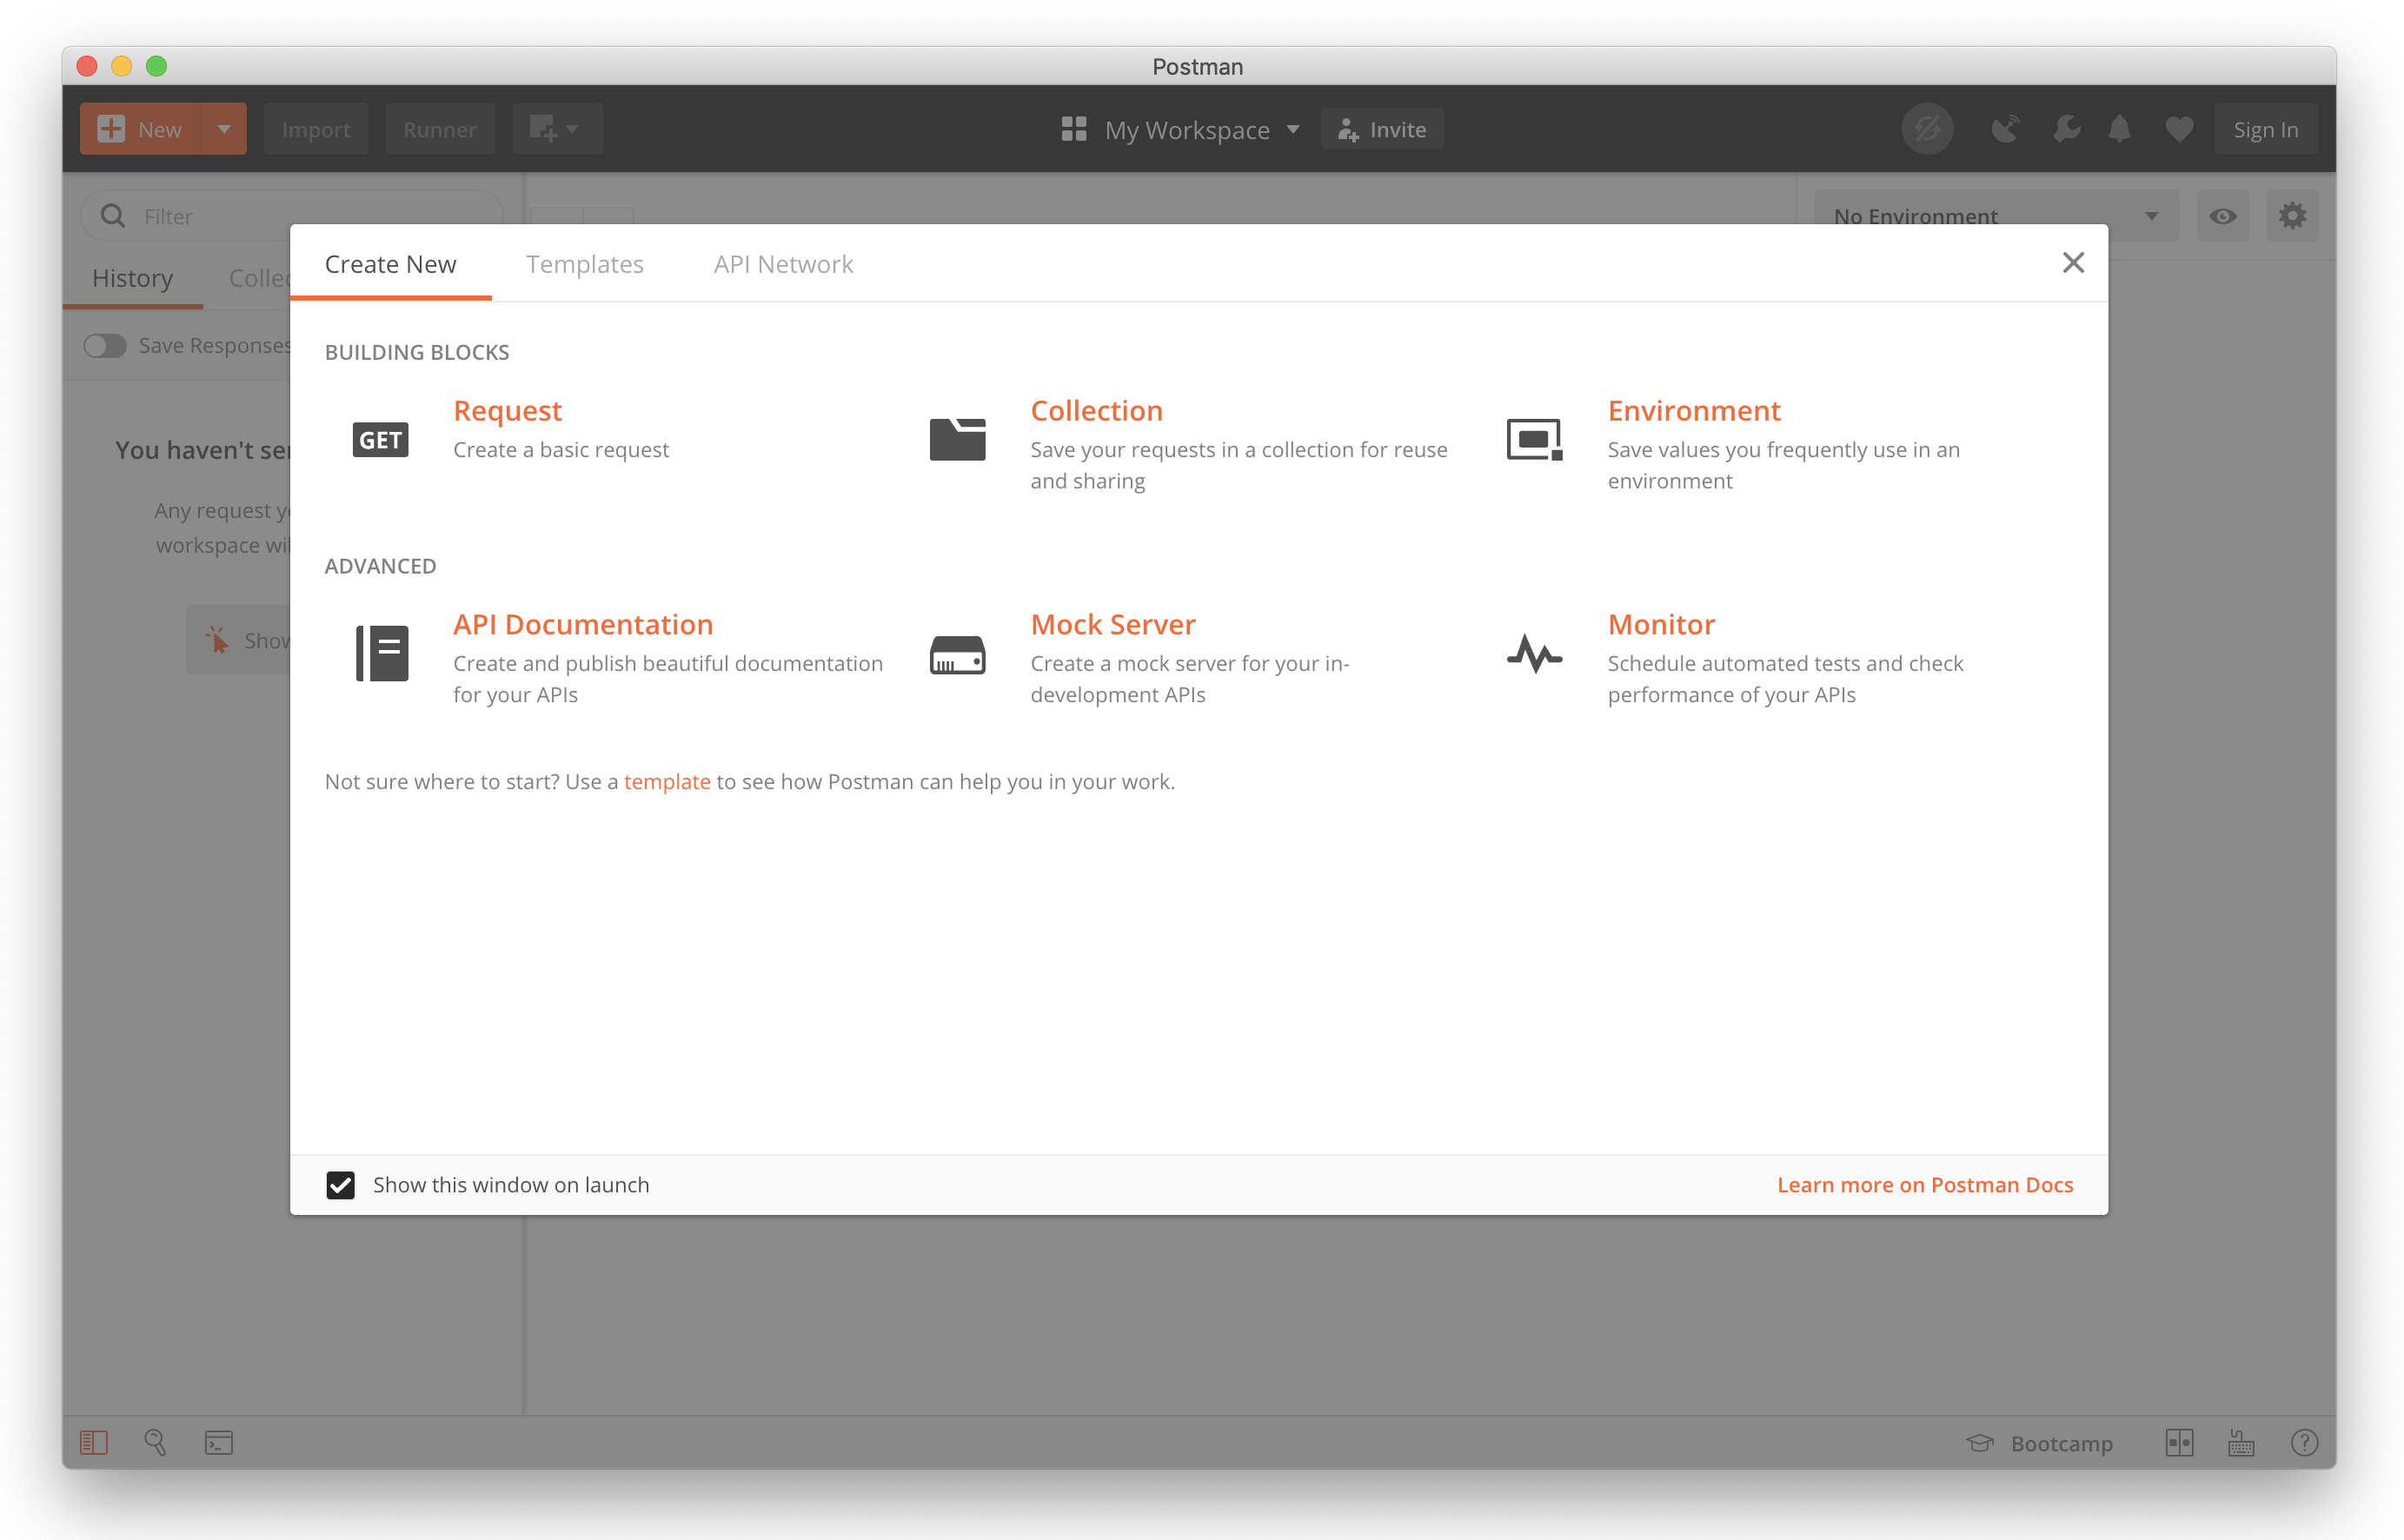 Postman
New
Import
Runner
My Workspace
Invite
Sign In
Filter
No Environment
History
Create New
Templates
API Network
Save Responses
BUILDING BLOCKS
GET
Request
Create a basic request
Collection
Save your requests in a collection for reuse
and sharing
Environment
Save values you frequently use in an
environment
You haven't
Any request
workspace
Show
ADVANCED
API Documentation
Create and publish beautiful documentation
for your APIs
Mock Server
Create a mock server for your in-
development APIs
Monitor
Schedule automated tests and check
performance of your APIs
Not sure where to start? Use a template to see how Postman can help you in your work.
Show this window on launch
Learn more on Postman Docs
Bootcamp